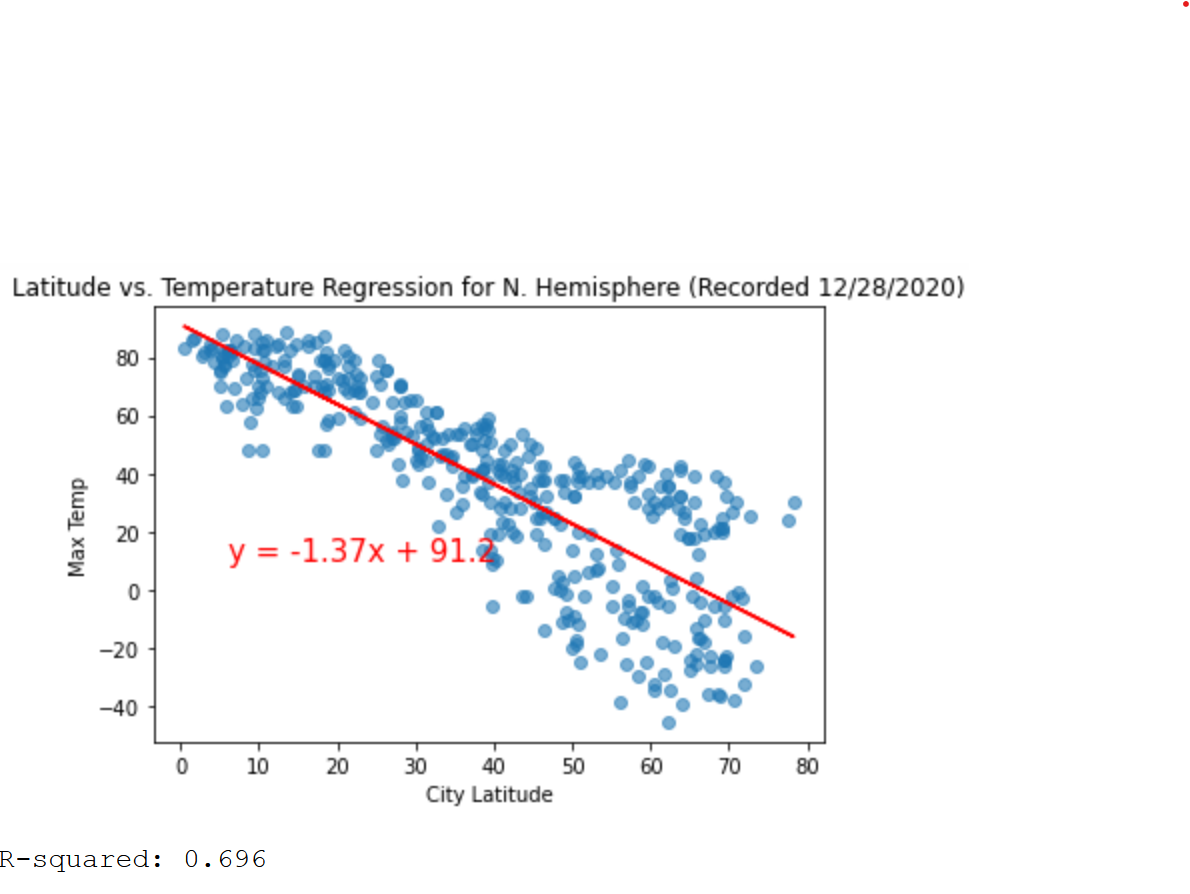 Latitude vs. Temperature Regression for N. Hemisphere (Recorded 12/28/2020)
80
60
40
20
0
−20
−40
Max Temp
y = -1.37x + 91.2
0 10 20 30 40 50 60 70 80
City Latitude
R-squared: 0.696